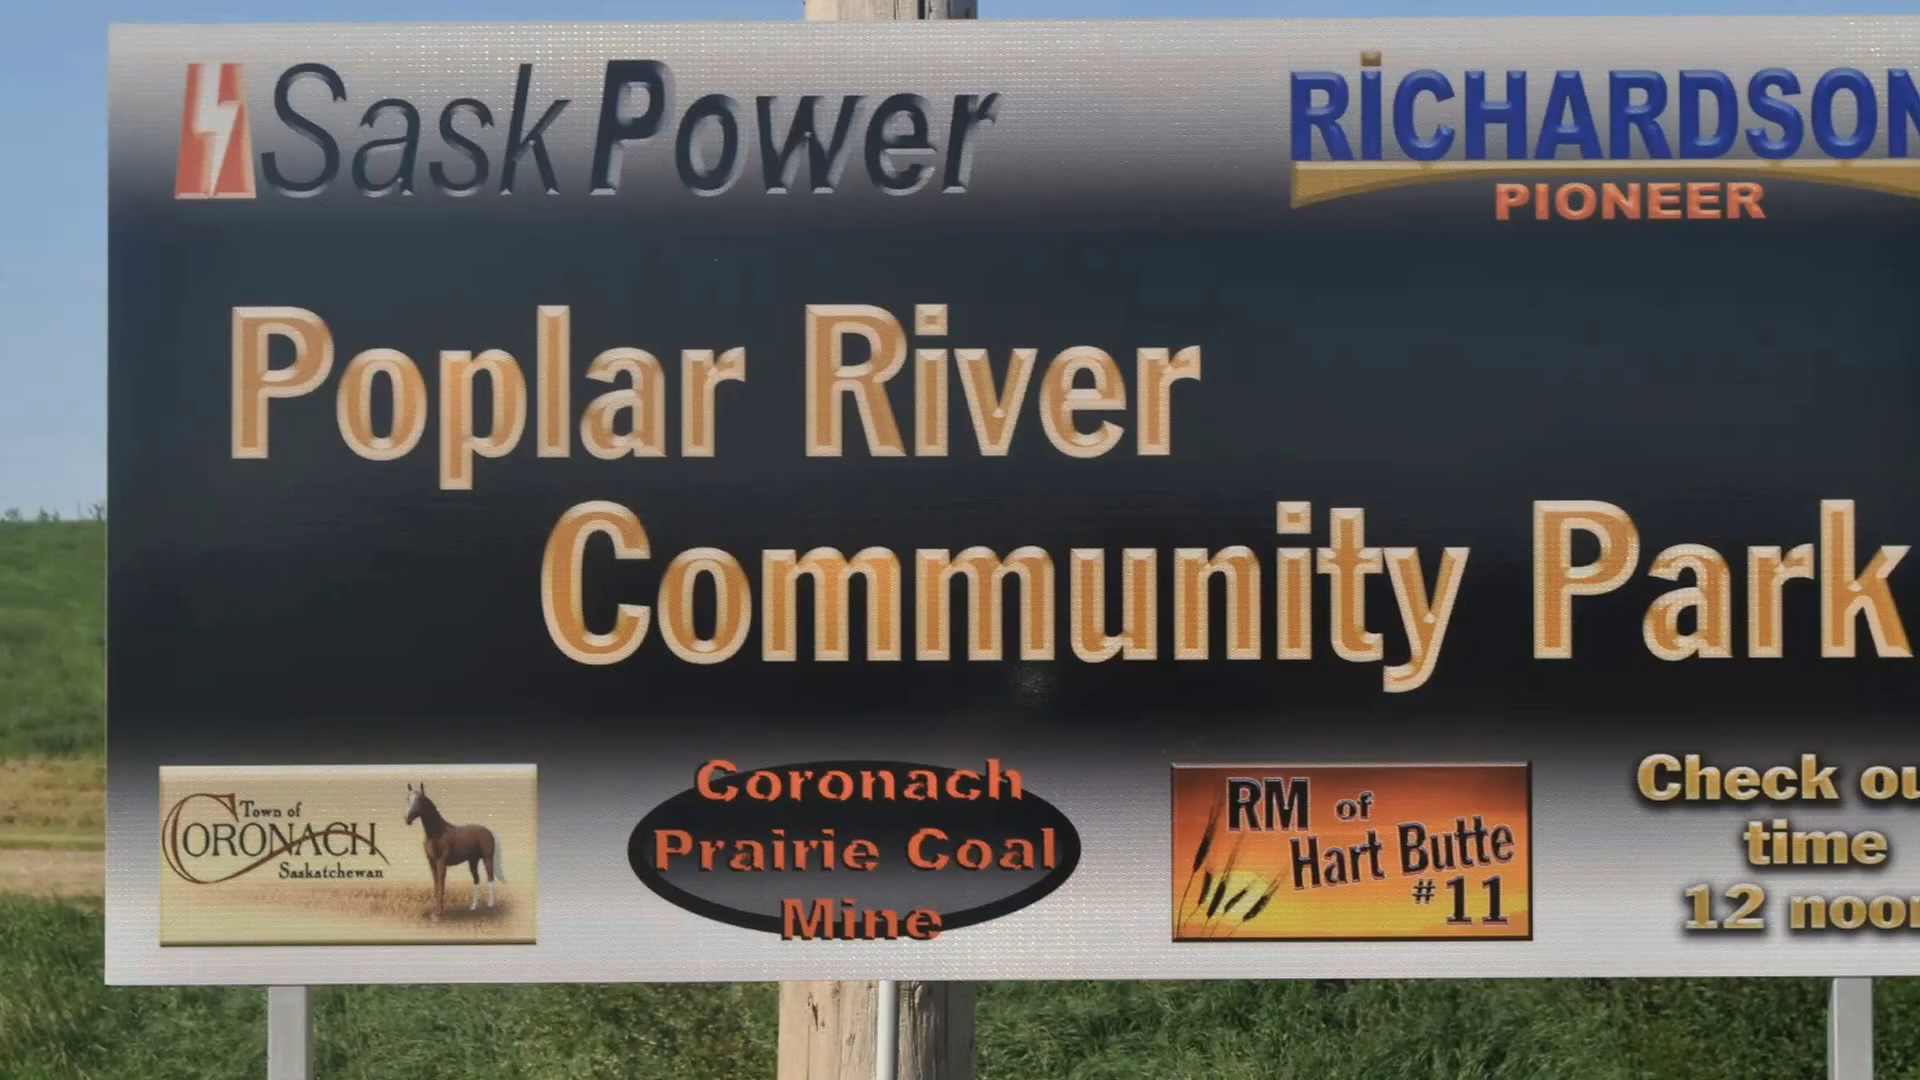 SaskPower
RICHARDSON
PIONEER
Poplar River
Community Park
Town of
CORONACH
Saskatchewan
Coronach
Prairie Coal
Mine
RM of
Hart Butte
#11
Check ou
time
12 noon